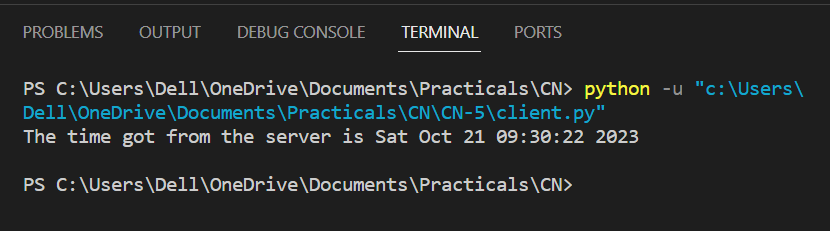 PROBLEMS OUTPUT DEBUG CONSOLE TERMINAL PORTS
PS C:\Users\Dell\OneDrive\Documents\Practicals\CN> python -u "c:\Users\
Dell\OneDrive\Documents\Practicals\CN\CN-5\client.py"
The time got from the server is Sat Oct 21 09:30:22 2023
PS C:\Users\Dell\OneDrive\Documents\Practicals\CN>